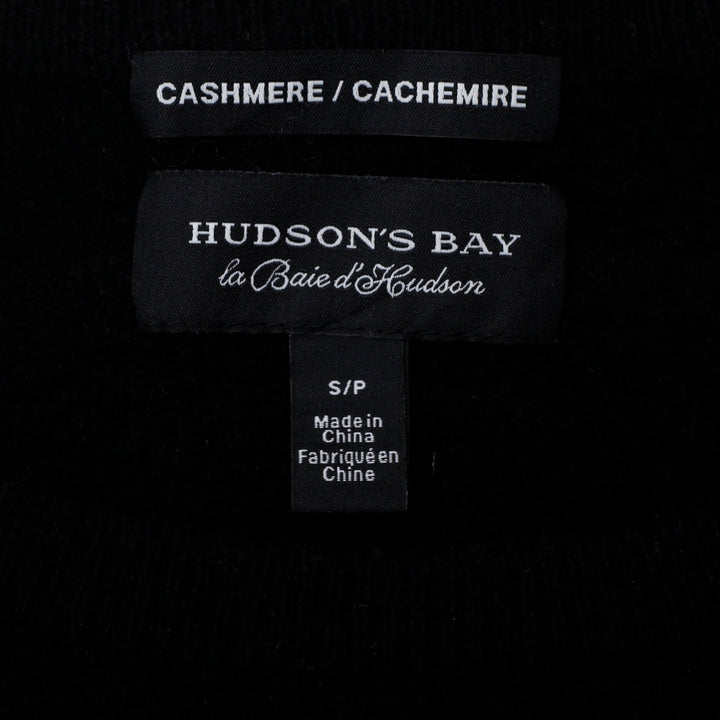 CASHMERE / CACHEMIRE
HUDSON'S BAY
la Baie d'Hudson
S/P
Made in
China
Fabriqué en
Chine